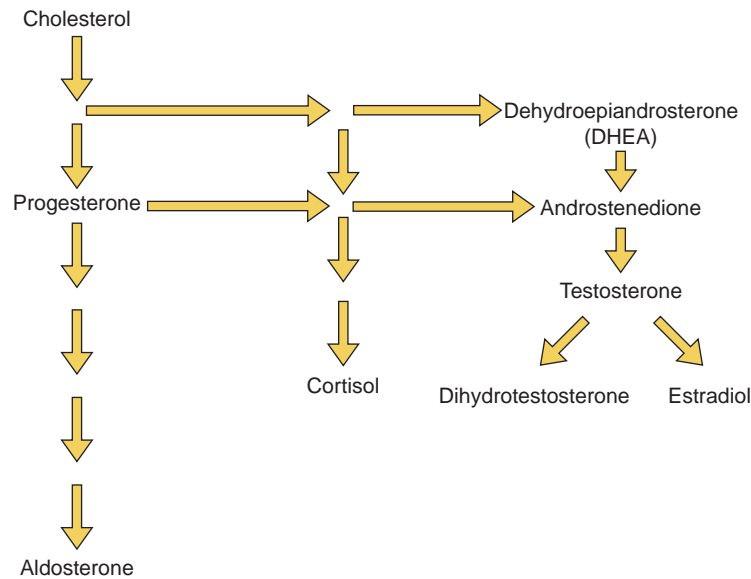 Cholesterol
Dehydroepiandrosterone
(DHEA)
Progesterone
Androstenedione
Testosterone
Cortisol
Dihydrotestosterone
Estradiol
Aldosterone